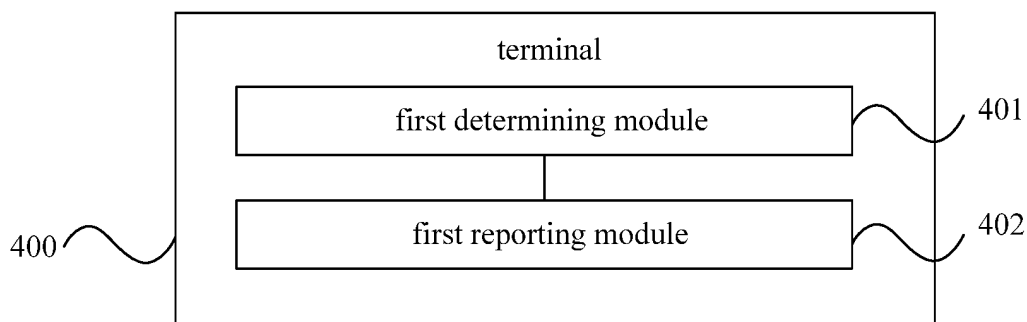 terminal
first determining module
401
first reporting module
402
400